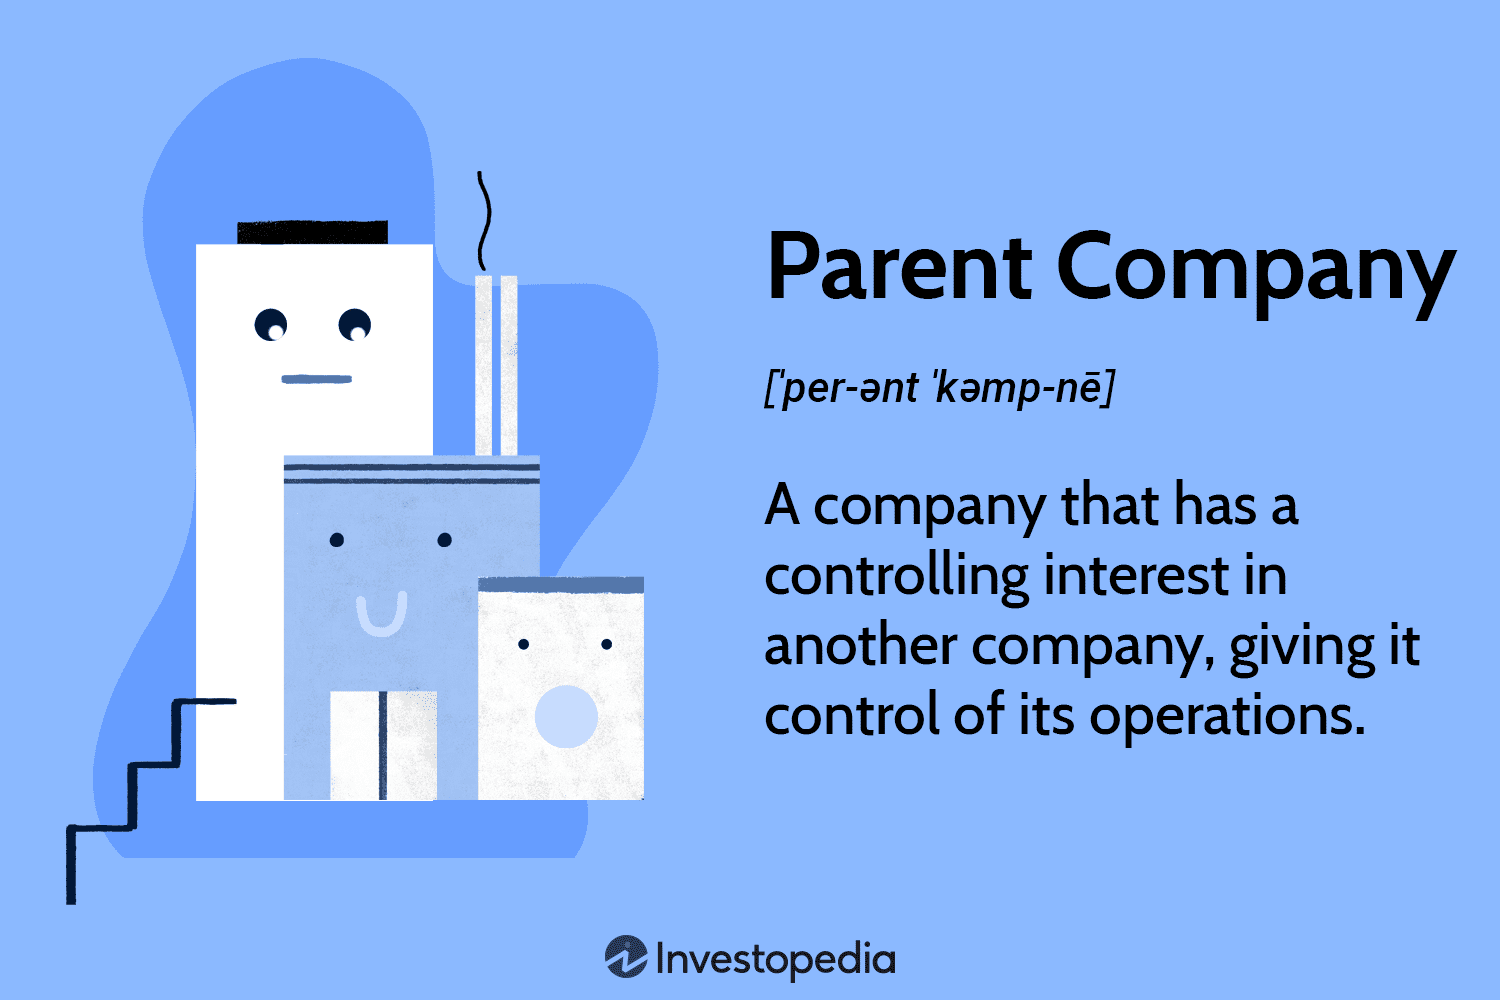 Parent Company
[ˈper-ənt ˈkəmp-nē]
A company that has a
controlling interest in
another company, giving it
control of its operations.
Investopedia